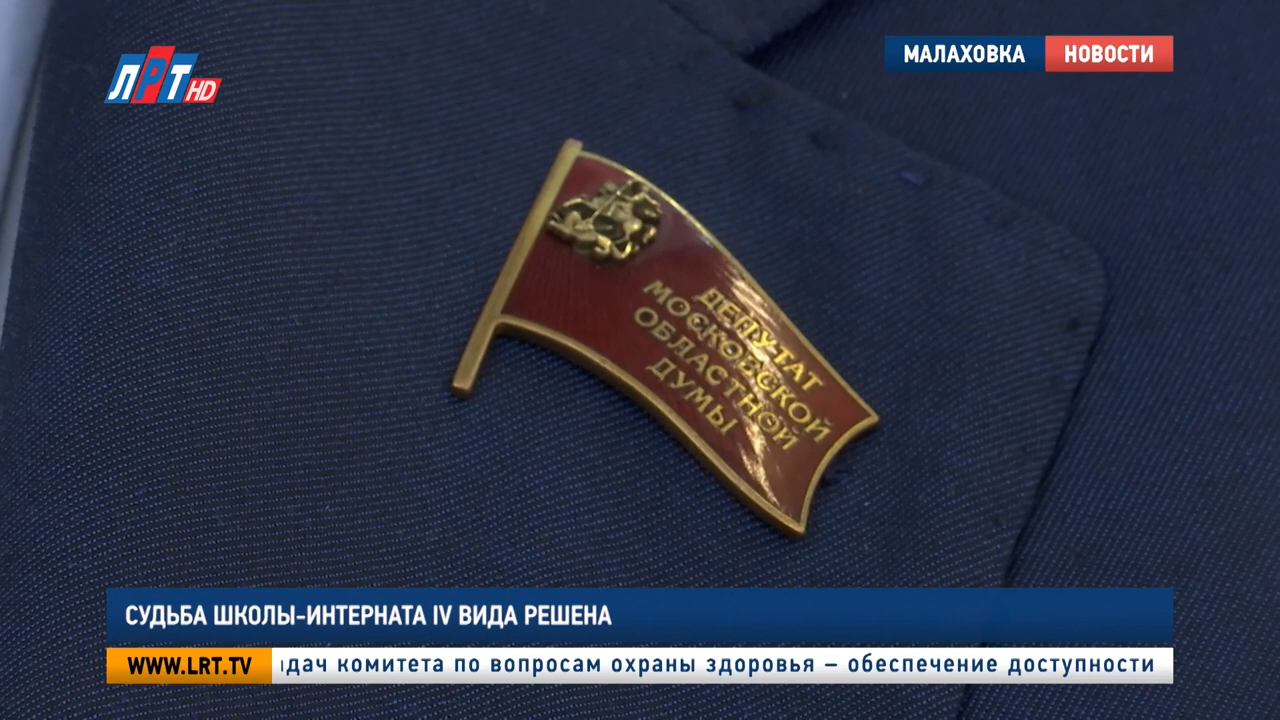 ЛРТ HD
МАЛАХОВКА НОВОСТИ
ДЕПУТАТ
МОСКОВСКОЙ
ОБЛАСТНОЙ
ДУМЫ
СУДЬБА ШКОЛЫ-ИНТЕРНАТА IV ВИДА РЕШЕНА
WWW.LRT.TV
комитета по вопросам охраны здоровья – обеспечение доступности